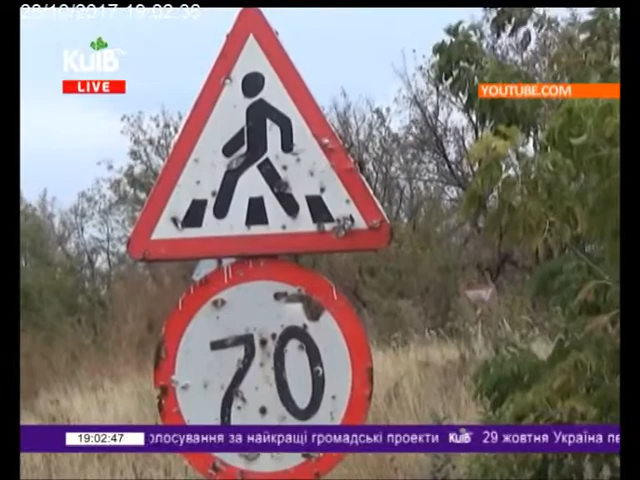 Київ
LIVE
YOUTUBE.COM
70
19:02:47
олосування за найкращі громадські проекти Київ 29 жовтня Україна пе